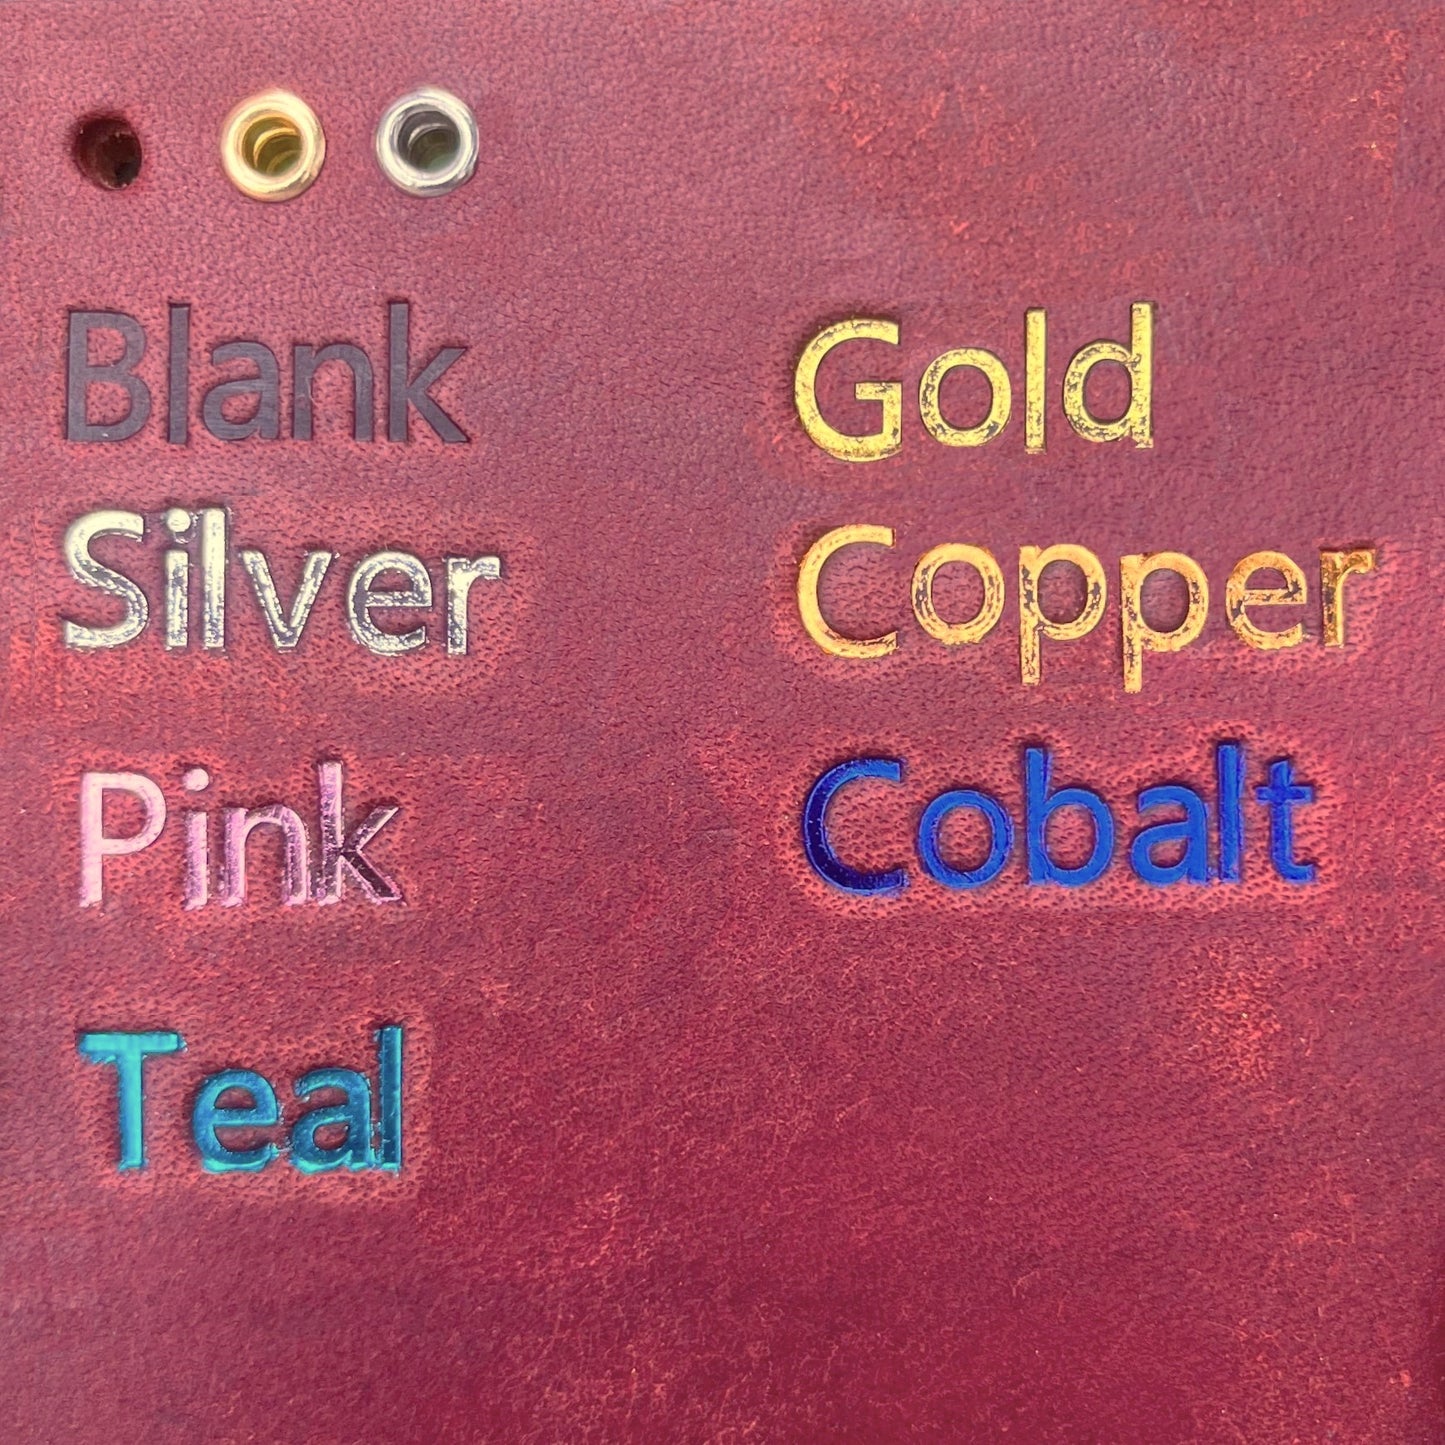 Blank Gold
Silver Copper
Pink Cobalt
Teal